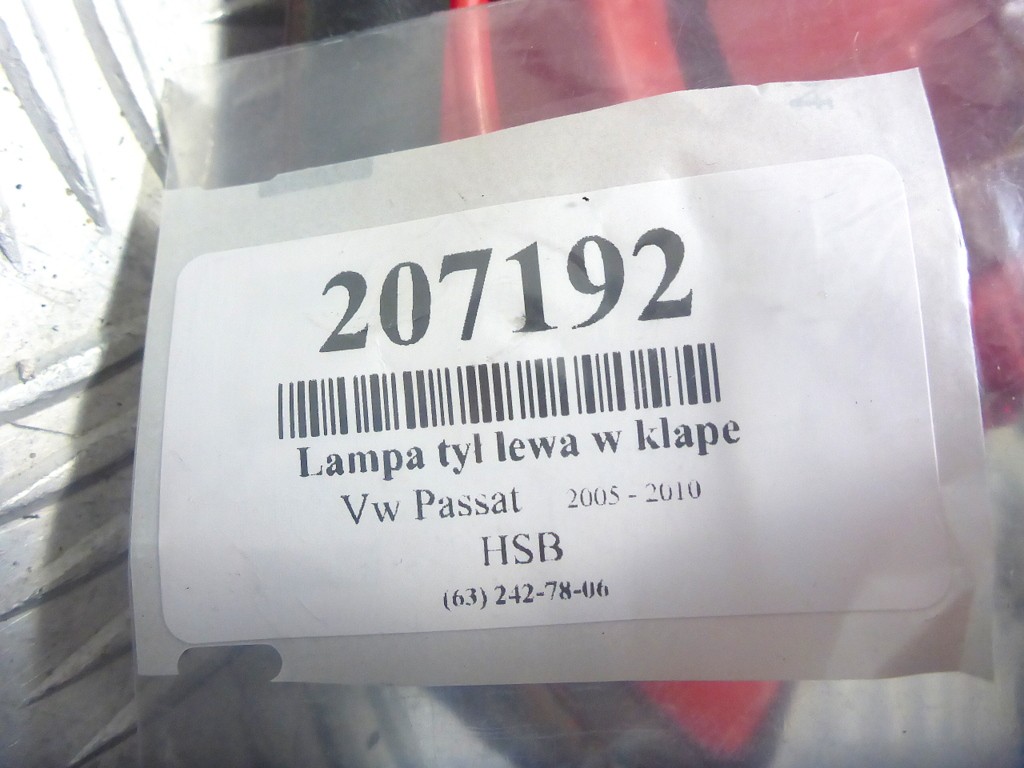 207192
Lampa tył lewa w klape
Vw Passat 2005 - 2010
HSB
(63) 242-78-06